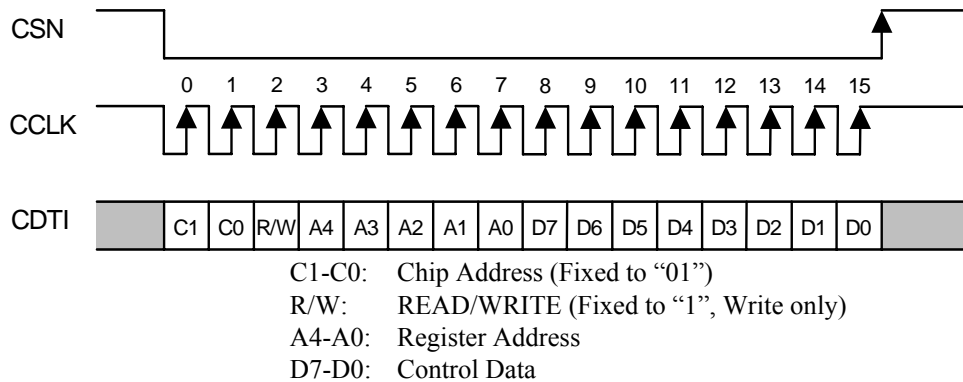 CSN
0 1 2 3 4 5 6 7 8 9 10 11 12 13 14 15
CCLK
CDTI C1 C0 R/W A4 A3 A2 A1 A0 D7 D6 D5 D4 D3 D2 D1 D0
C1-C0: Chip Address (Fixed to “01”)
R/W: READ/WRITE (Fixed to “1”, Write only)
A4-A0: Register Address
D7-D0: Control Data